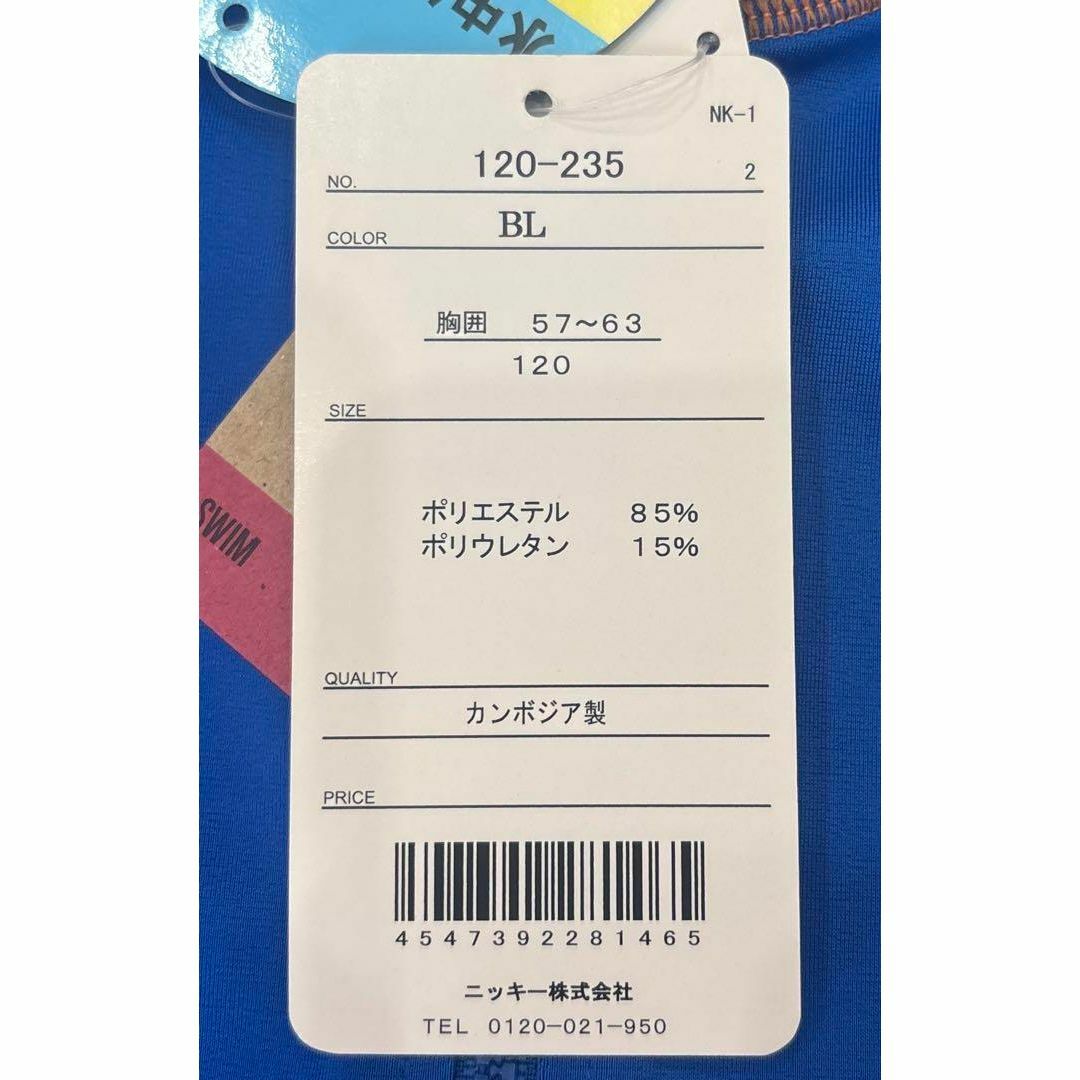 水中
NK-1
NO. 120-235 2
COLOR BL
胸囲 57〜63
120
SIZE
ポリエステル 85%
ポリウレタン 15%
QUALITY
カンボジア製
PRICE
4547392281465
ニッキー株式会社
TEL 0120-021-950
SWIM